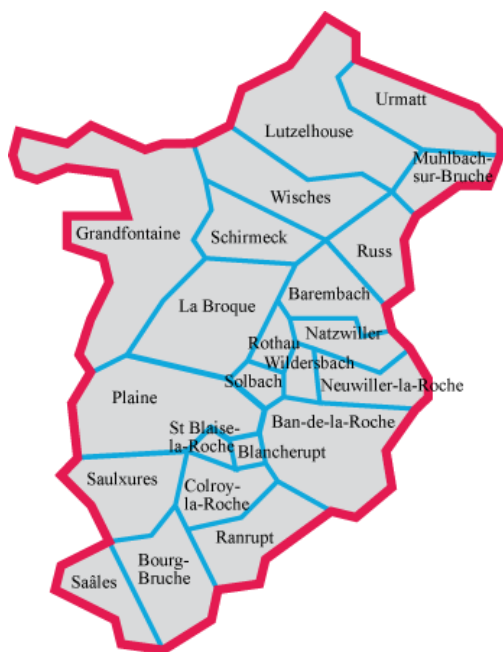 Urmatt
Lutzelhouse
Muhlbach-
sur-Bruche
Wisches
Grandfontaine
Schirmeck
Russ
Barembach
La Broque
Natzwiller
Rothau
Wildersbach
Solbach
Neuwiller-la-Roche
Plaine
Ban-de-la-Roche
St Blaise-
la-Roche
Blancherupt
Saulxures
Colroy-
la-Roche
Ranrupt
Bourg-
Bruche
Saâles